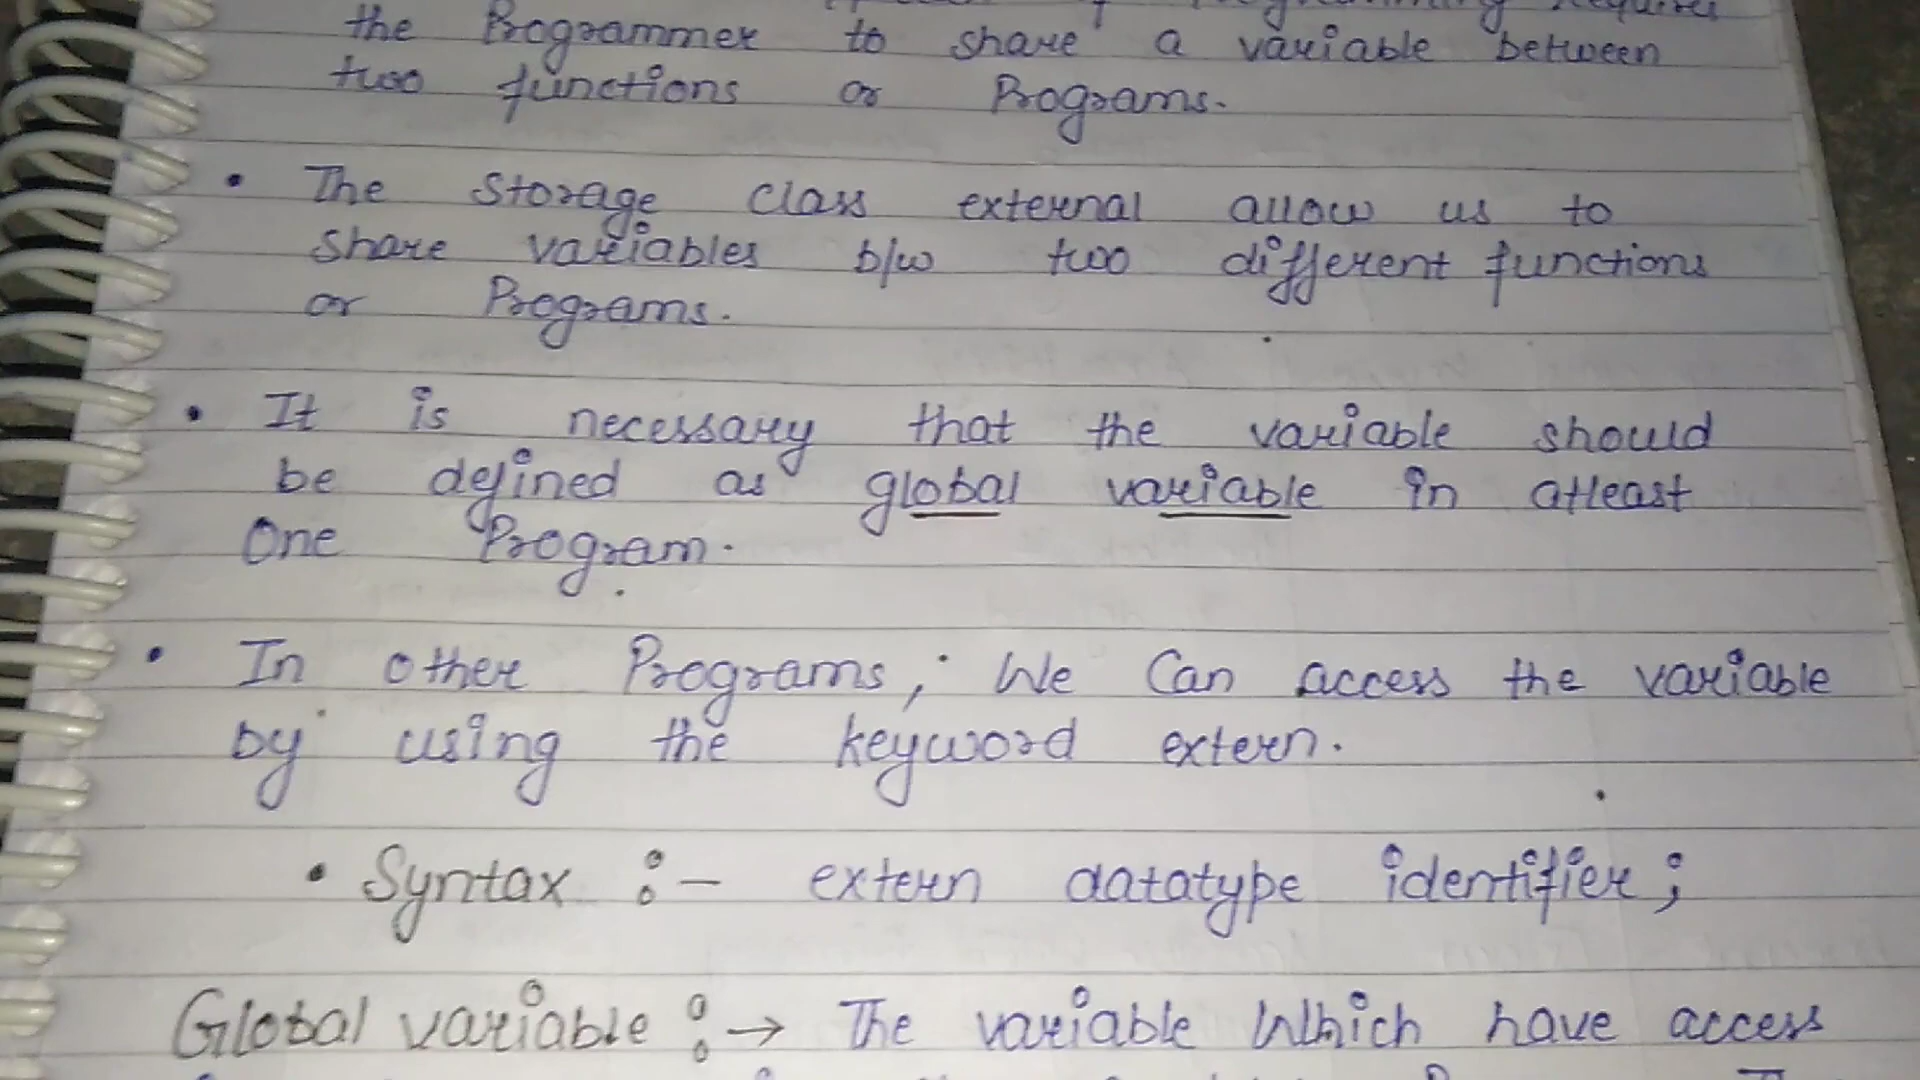 the Programmer to share a variable between
two functions or Programs.
• The storage class external allow us to
share variables b/w two different functions
or Programs.
• It is necessary that the variable should
be defined as global variable in atleast
One Program.
• In other Programs, We Can access the variable
by using the keyword extern.
• Syntax :- extern datatype identifier ;
Global variable :→ The variable Which have access